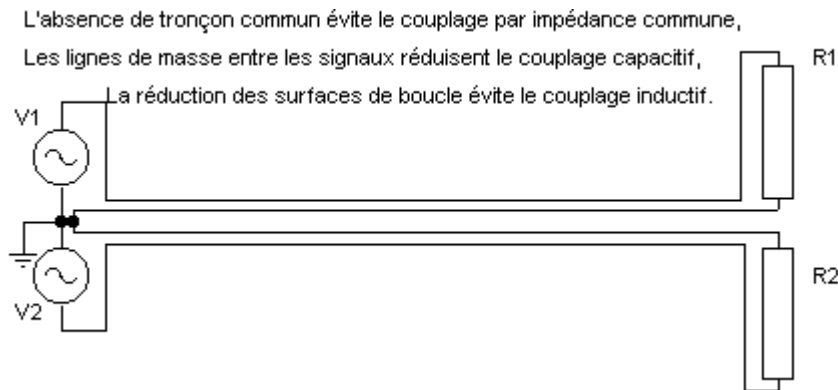 L'absence de tronçon commun évite le couplage par impédance commune,
Les lignes de masse entre les signaux réduisent le couplage capacitif,
La réduction des surfaces de boucle évite le couplage inductif.
R1
V1
R2
V2